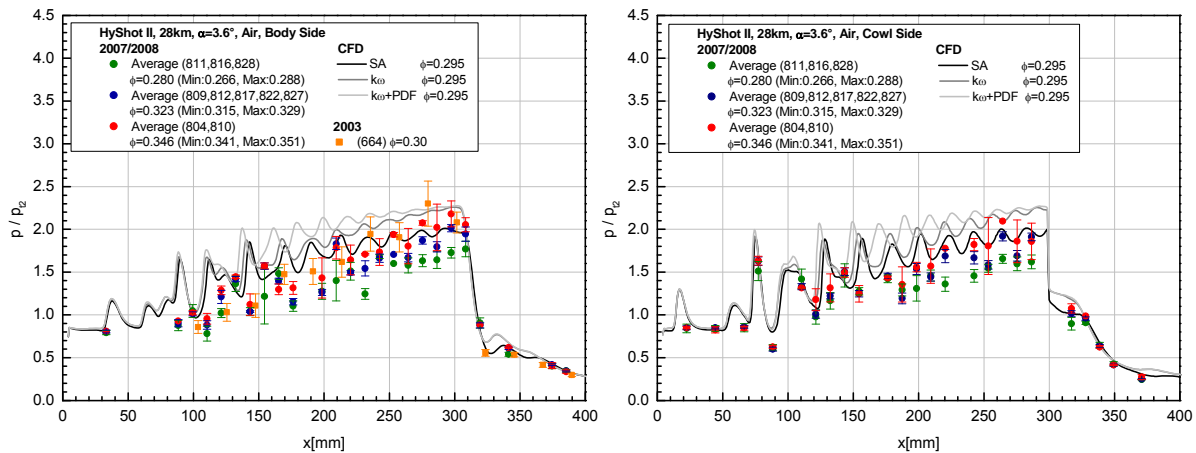 HyShot II, 28km, α=3.6°, Air, Body Side
2007/2008 CFD
Average (811,816,828) SA ϕ=0.295
ϕ=0.280 (Min:0.266, Max:0.288) kω ϕ=0.295
Average (809,812,817,822,827) kω+PDF ϕ=0.295
ϕ=0.323 (Min:0.315, Max:0.329)
Average (804,810) 2003
ϕ=0.346 (Min:0.341, Max:0.351) (664) ϕ=0.30
4.5
4.0
3.5
3.0
2.5
2.0
1.5
1.0
0.5
0.0
p / pt2
0 50 100 150 200 250 300 350 400
x[mm]
HyShot II, 28km, α=3.6°, Air, Cowl Side
2007/2008 CFD
Average (811,816,828) SA ϕ=0.295
ϕ=0.280 (Min:0.266, Max:0.288) kω ϕ=0.295
Average (809,812,817,822,827) kω+PDF ϕ=0.295
ϕ=0.323 (Min:0.315, Max:0.329)
Average (804,810)
ϕ=0.346 (Min:0.341, Max:0.351)
4.5
4.0
3.5
3.0
2.5
2.0
1.5
1.0
0.5
0.0
p / pt2
0 50 100 150 200 250 300 350 400
x[mm]